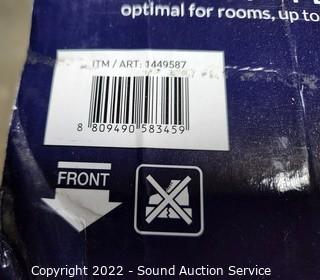 optimal for rooms, up to
ITM / ART: 1449587
8 809490 583459
FRONT
Copyright 2022 - Sound Auction Service